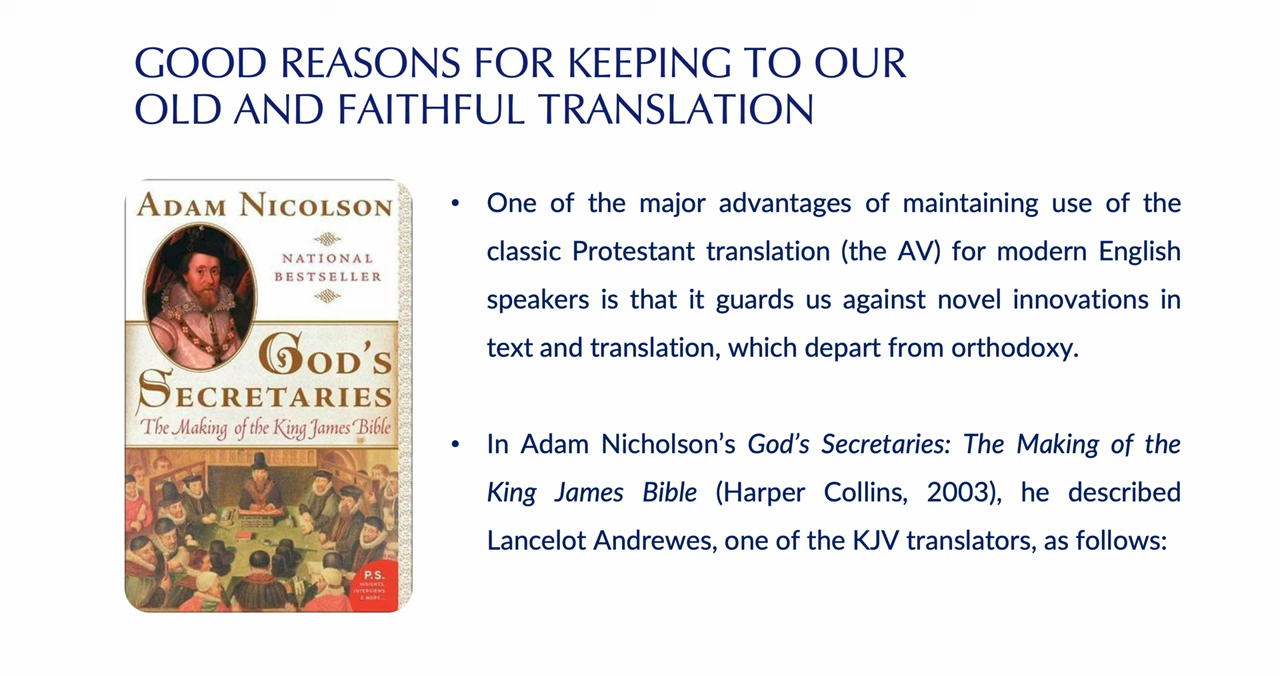 GOOD REASONS FOR KEEPING TO OUR
OLD AND FAITHFUL TRANSLATION
ADAM NICOLSON
NATIONAL
BESTSELLER
GOD'S
SECRETARIES
The Making of the King James Bible
P.S.
INSIGHTS,
INTERVIEWS
& MORE...
• One of the major advantages of maintaining use of the
classic Protestant translation (the AV) for modern English
speakers is that it guards us against novel innovations in
text and translation, which depart from orthodoxy.
• In Adam Nicholson’s God’s Secretaries: The Making of the
King James Bible (Harper Collins, 2003), he described
Lancelot Andrewes, one of the KJV translators, as follows: